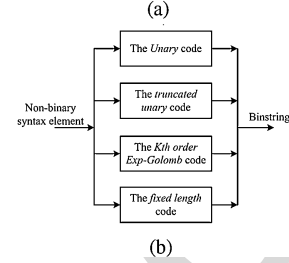 (a)
The Unary code
The truncated
unary code
Non-binary
syntax element
Binstring
The Kth order
Exp-Golomb code
The fixed length
code
(b)